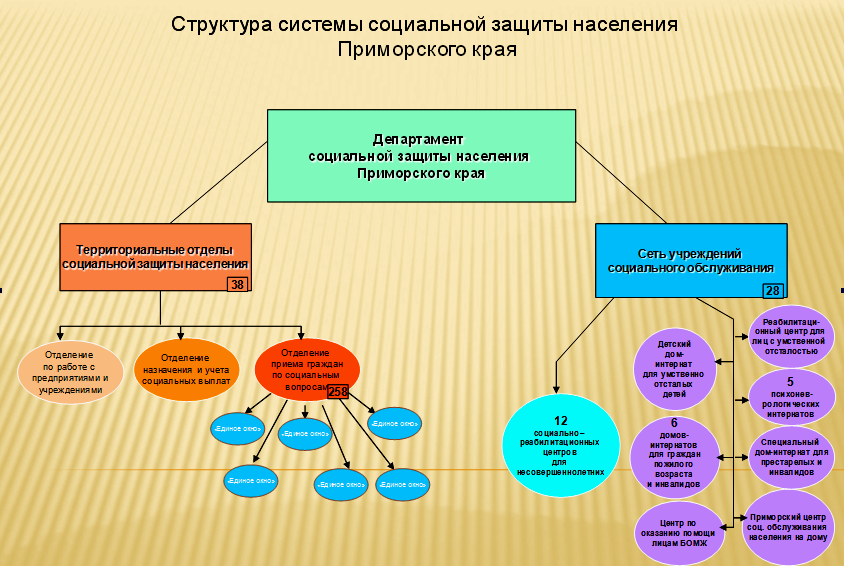 Структура системы социальной защиты населения
Приморского края
Департамент
социальной защиты населения
Приморского края
Территориальные отделы
социальной защиты населения
38
Сеть учреждений
социального обслуживания
28
Отделение
по работе с
предприятиями и
учреждениями
Отделение
назначения и учета
социальных выплат
Отделение
приема граждан
по социальным
вопросам
258
«Единое окно»
«Единое окно»
«Единое окно»
«Единое окно»
«Единое окно»
«Единое окно»
12
социально–
реабилитационных
центров
для
несовершеннолетних
Детский
дом-
интернат
для умственно
отсталых
детей
6
домов-
интернатов
для граждан
пожилого
возраста
и инвалидов
Центр по
оказанию помощи
лицам БОМЖ
Реабилитаци-
онный центр для
лиц с умственной
отсталостью
5
психонев-
рологических
интернатов
Специальный
дом-интернат для
престарелых и
инвалидов
Приморский центр
соц. обслуживания
населения на дому